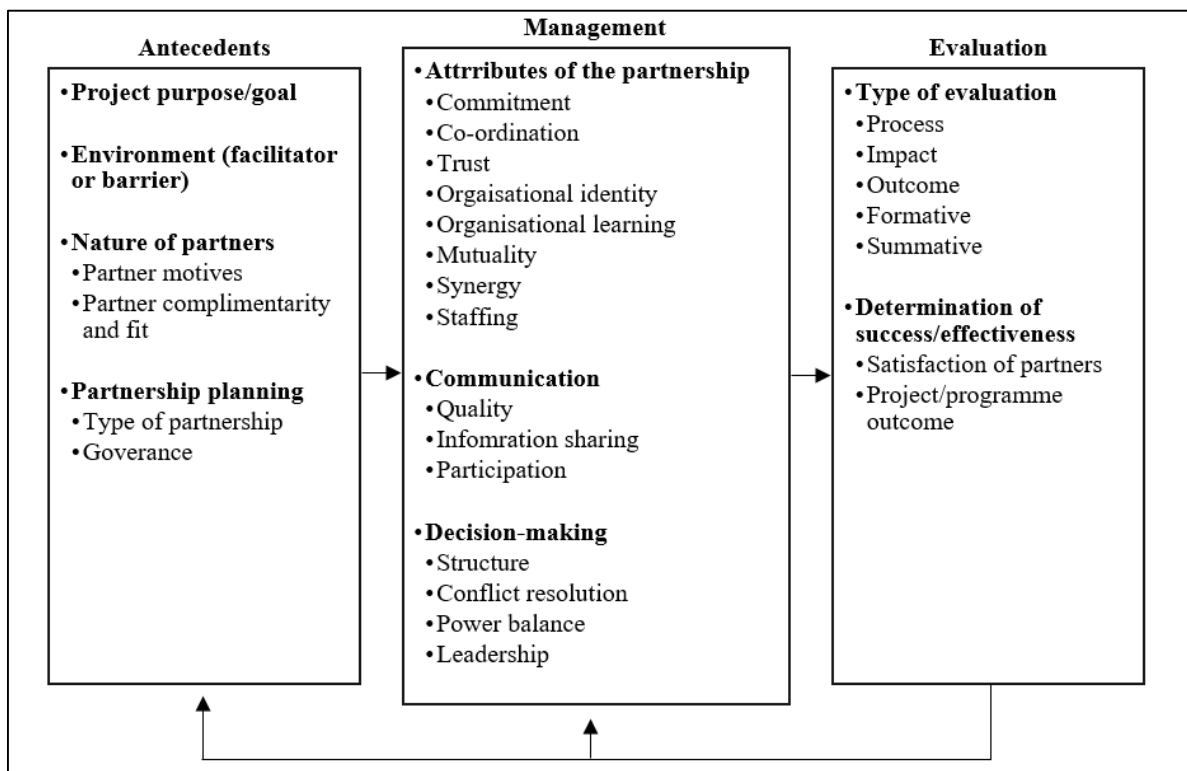 Antecedents
•Project purpose/goal
•Environment (facilitator
or barrier)
•Nature of partners
•Partner motives
•Partner complimentarity
and fit
•Partnership planning
•Type of partnership
•Goverance
Management
•Attrributes of the partnership
•Commitment
•Co-ordination
•Trust
•Orgaisational identity
•Organisational learning
•Mutuality
•Synergy
•Staffing
•Communication
•Quality
•Infomration sharing
•Participation
•Decision-making
•Structure
•Conflict resolution
•Power balance
•Leadership
Evaluation
•Type of evaluation
•Process
•Impact
•Outcome
•Formative
•Summative
•Determination of
success/effectiveness
•Satisfaction of partners
•Project/programme
outcome